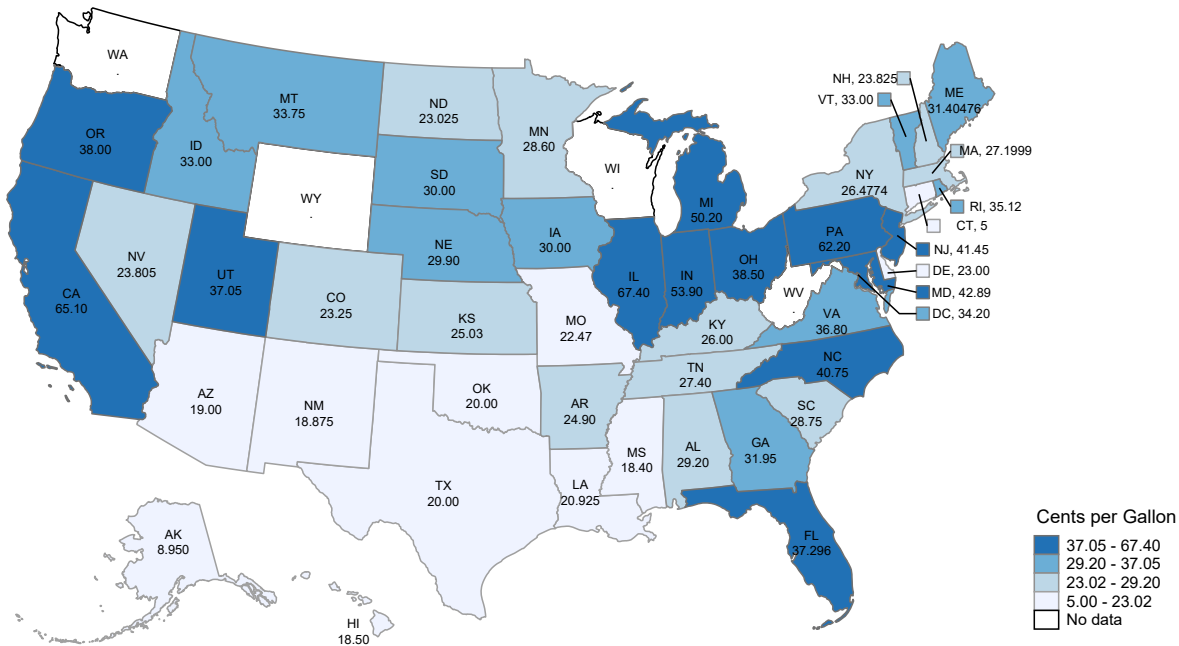 WA
.
MT
33.75
ND
23.025
MN
28.60
NH, 23.825
VT, 33.00
ME
31.40476
OR
38.00
ID
33.00
SD
30.00
WI
.
WY
.
MI
50.20
NY
26.4774
MA, 27.1999
RI, 35.12
CT, 5
NE
29.90
IA
30.00
PA
62.20
NJ, 41.45
NV
23.805
UT
37.05
CO
23.25
IL
67.40
IN
53.90
OH
38.50
DE, 23.00
MD, 42.89
DC, 34.20
CA
65.10
KS
25.03
MO
22.47
WV
.
KY
26.00
VA
36.80
AZ
19.00
NM
18.875
OK
20.00
AR
24.90
TN
27.40
NC
40.75
SC
28.75
MS
18.40
AL
29.20
GA
31.95
TX
20.00
LA
20.925
FL
37.296
AK
8.950
HI
18.50
Cents per Gallon
37.05 - 67.40
29.20 - 37.05
23.02 - 29.20
5.00 - 23.02
No data